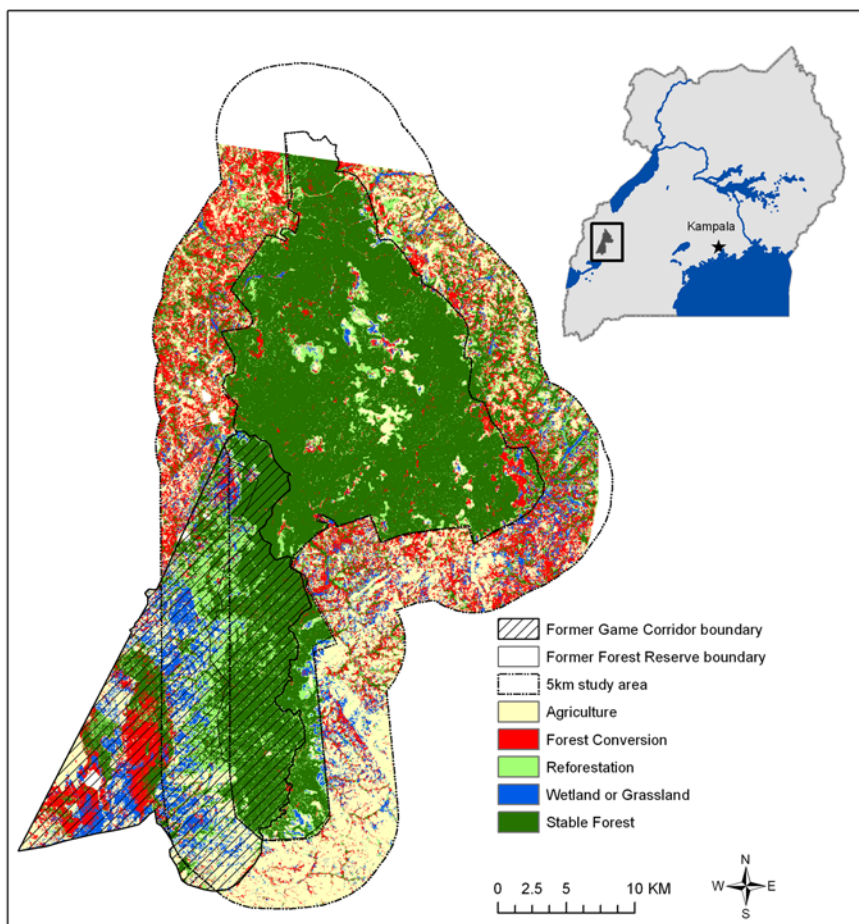 Kampala
Former Game Corridor boundary
Former Forest Reserve boundary
5km study area
Agriculture
Forest Conversion
Reforestation
Wetland or Grassland
Stable Forest
0 2.5 5 10 KM
N
W E
S